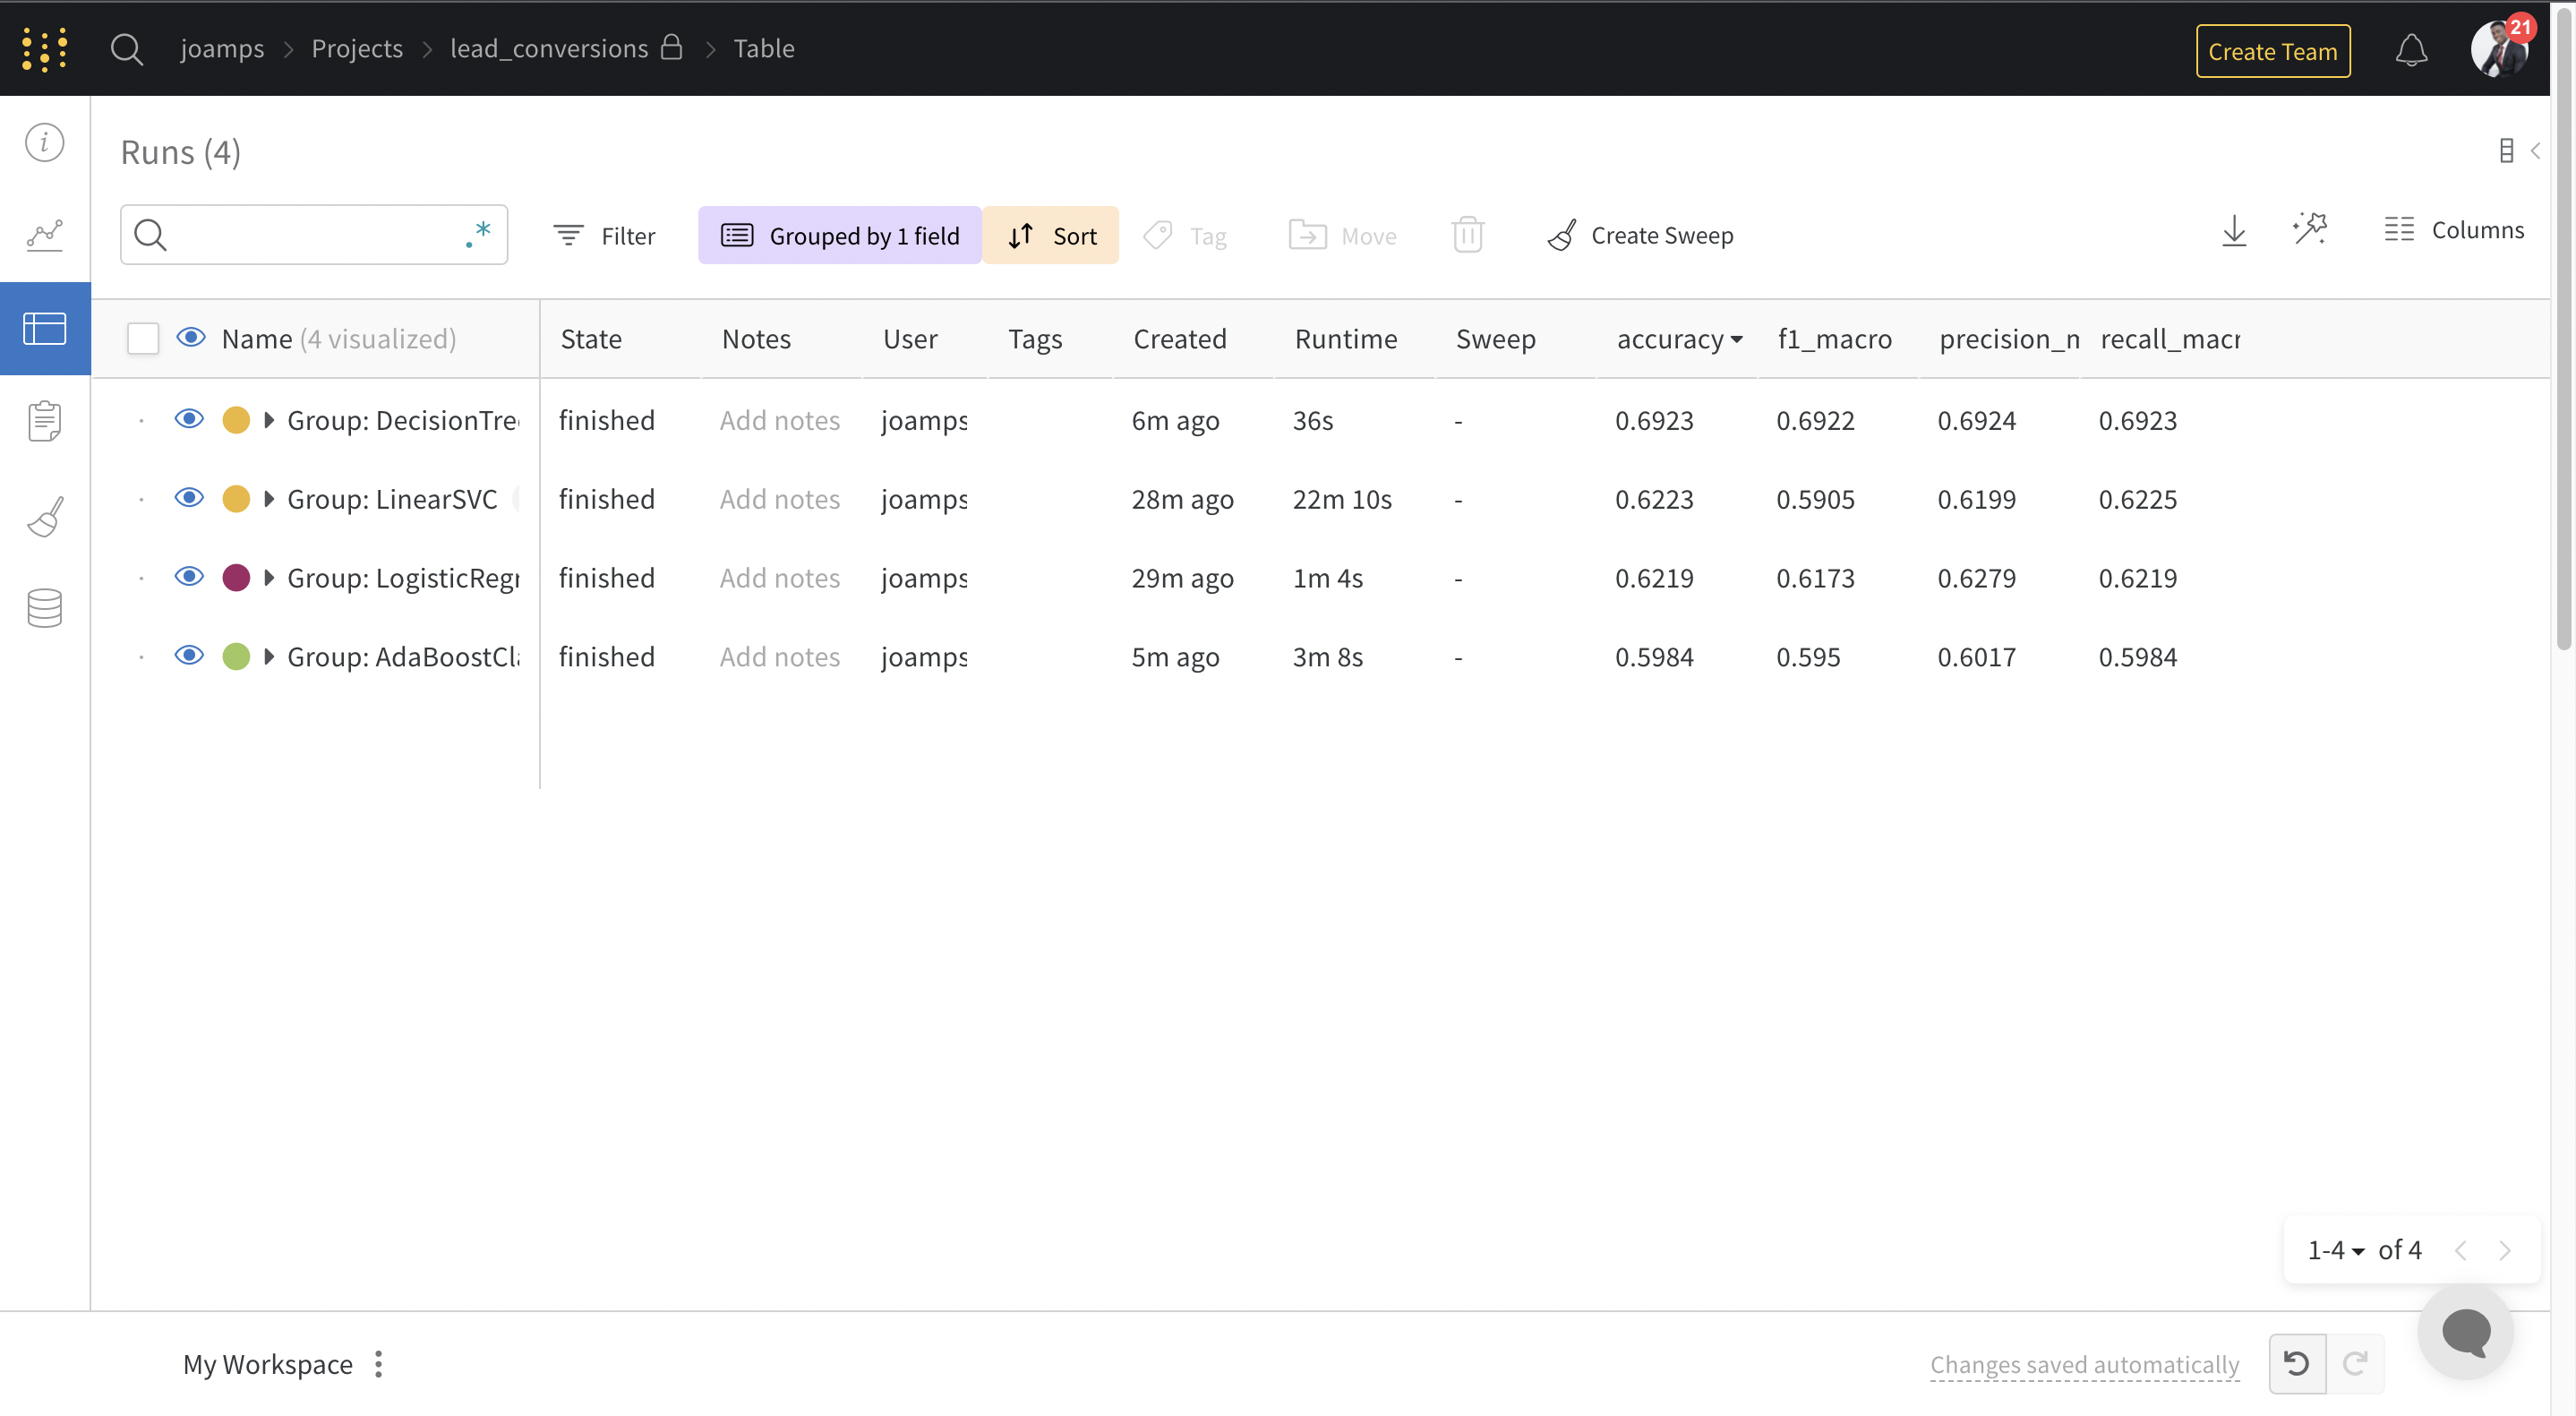 joamps > Projects > lead_conversions > Table
Create Team
21
Runs (4)
.*
Filter
Grouped by 1 field
Sort
Tag
Move
Create Sweep
Columns
Name (4 visualized) State Notes User Tags Created Runtime Sweep accuracy f1_macro precision_m recall_macr
Group: DecisionTre finished Add notes joamps 6m ago 36s - 0.6923 0.6922 0.6924 0.6923
Group: LinearSVC finished Add notes joamps 28m ago 22m 10s - 0.6223 0.5905 0.6199 0.6225
Group: LogisticRegr finished Add notes joamps 29m ago 1m 4s - 0.6219 0.6173 0.6279 0.6219
Group: AdaBoostCla finished Add notes joamps 5m ago 3m 8s - 0.5984 0.595 0.6017 0.5984
1-4 of 4
My Workspace
Changes saved automatically